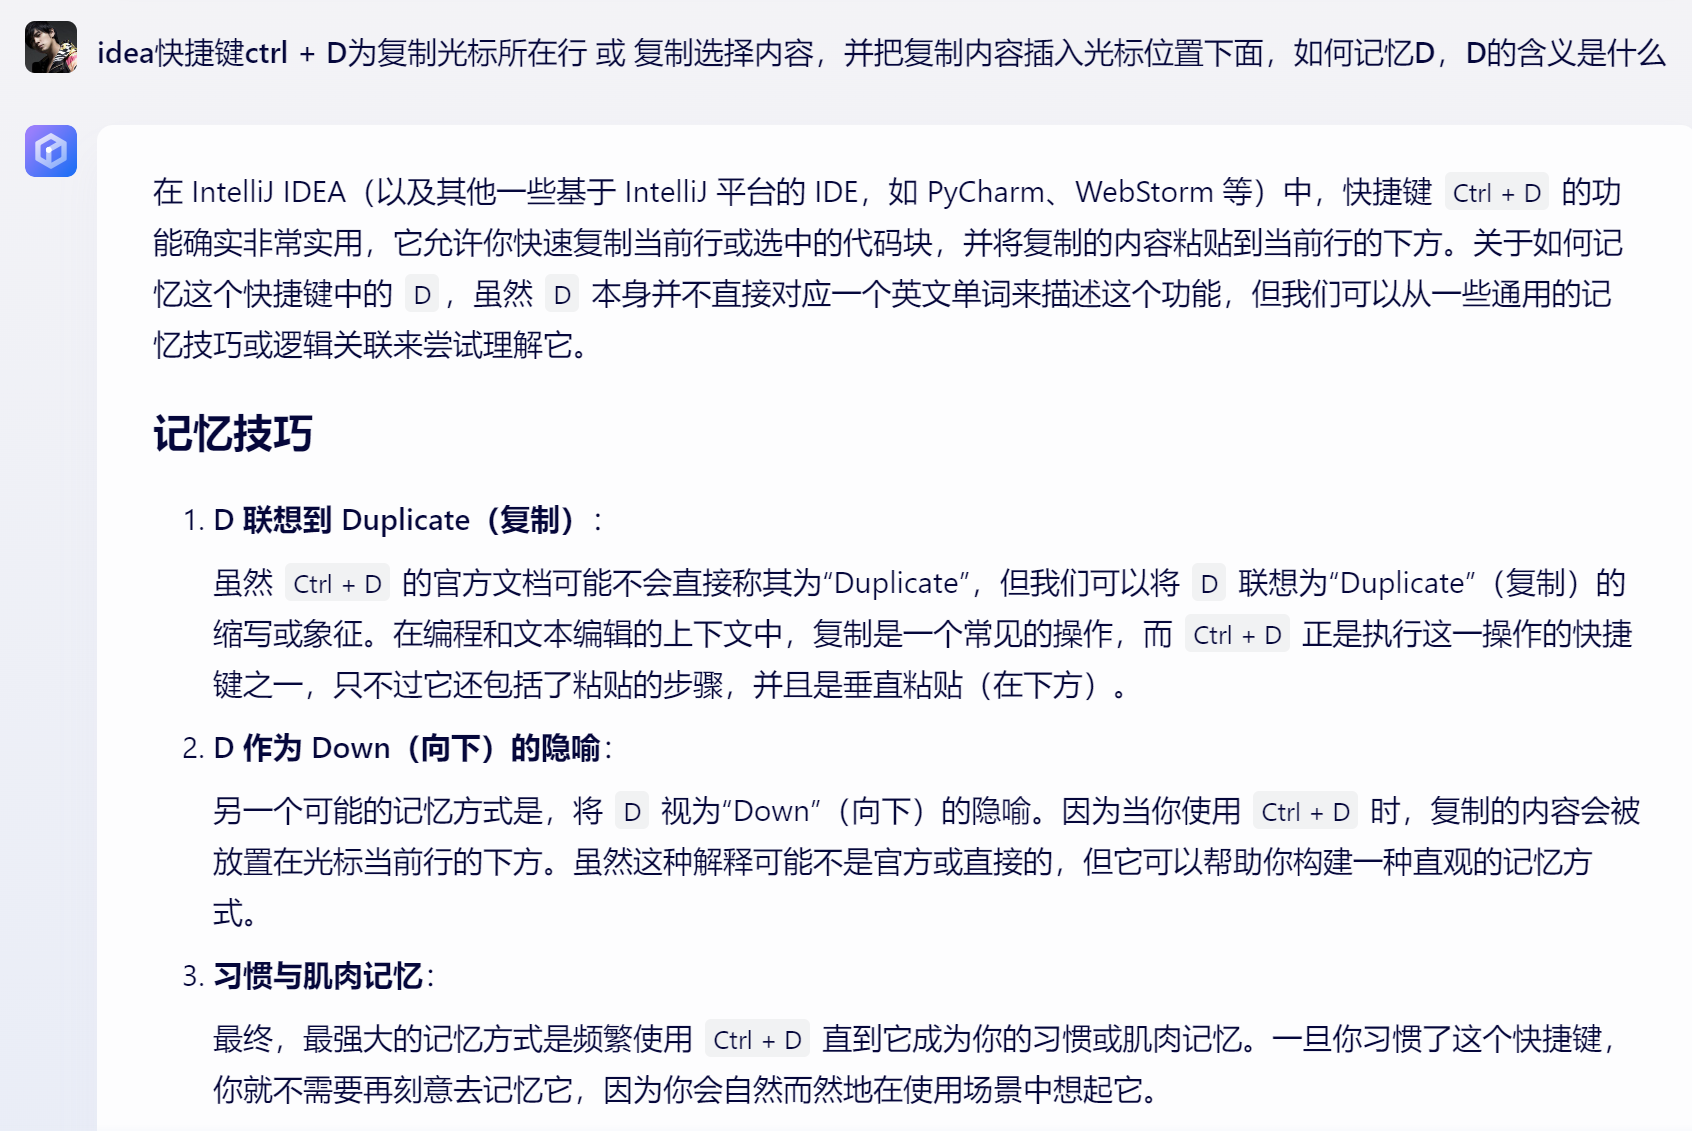 idea快捷键ctrl + D为复制光标所在行 或 复制选择内容，并把复制内容插入光标位置下面，如何记忆D，D的含义是什么
在 IntelliJ IDEA（以及其他一些基于 IntelliJ 平台的 IDE，如 PyCharm、WebStorm 等）中，快捷键 Ctrl + D 的功
能确实非常实用，它允许你快速复制当前行或选中的代码块，并将复制的内容粘贴到当前行的下方。关于如何记
忆这个快捷键中的 D ，虽然 D 本身并不直接对应一个英文单词来描述这个功能，但我们可以从一些通用的记
忆技巧或逻辑关联来尝试理解它。
记忆技巧
1. D 联想到 Duplicate（复制）：
虽然 Ctrl + D 的官方文档可能不会直接称其为“Duplicate”，但我们可以将 D 联想为“Duplicate”（复制）的
缩写或象征。在编程和文本编辑的上下文中，复制是一个常见的操作，而 Ctrl + D 正是执行这一操作的快捷
键之一，只不过它还包括了粘贴的步骤，并且是垂直粘贴（在下方）。
2. D 作为 Down（向下）的隐喻：
另一个可能的记忆方式是，将 D 视为“Down”（向下）的隐喻。因为当你使用 Ctrl + D 时，复制的内容会被
放置在光标当前行的下方。虽然这种解释可能不是官方或直接的，但它可以帮助你构建一种直观的记忆方
式。
3. 习惯与肌肉记忆：
最终，最强大的记忆方式是频繁使用 Ctrl + D 直到它成为你的习惯或肌肉记忆。一旦你习惯了这个快捷键，
你就不需要再刻意去记忆它，因为你会自然而然地在使用场景中想起它。